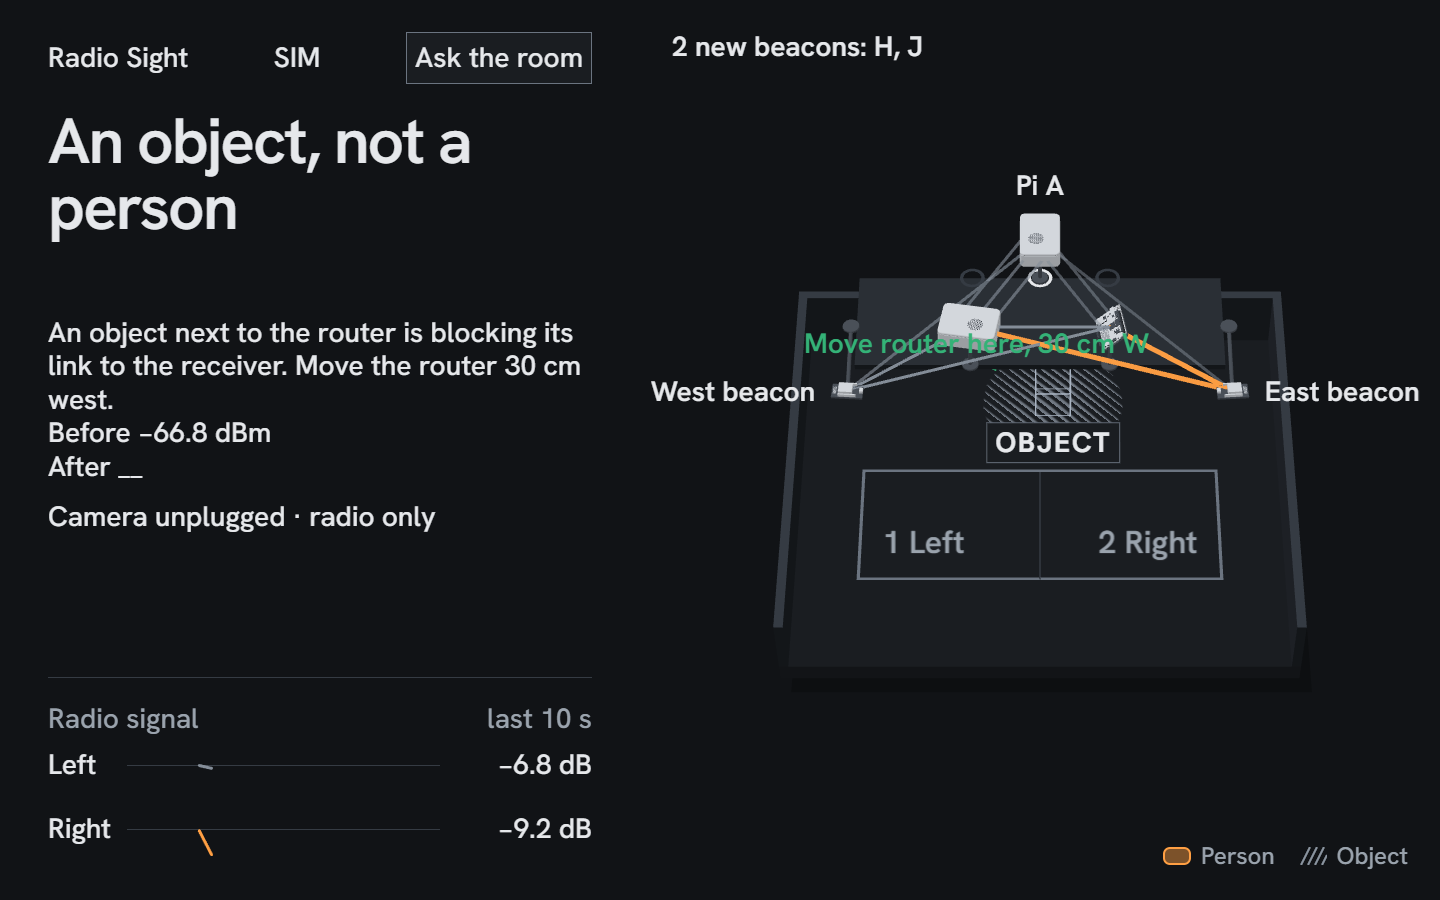 Radio Sight
SIM
Ask the room
2 new beacons: H, J
An object, not a
person
An object next to the router is blocking its
link to the receiver. Move the router 30 cm
west.
Before −66.8 dBm
After __
Camera unplugged · radio only
Radio signal
last 10 s
Left
−6.8 dB
Right
−9.2 dB
Pi A
Move router here, 30 cm W
West beacon
East beacon
OBJECT
1 Left
2 Right
Person
Object